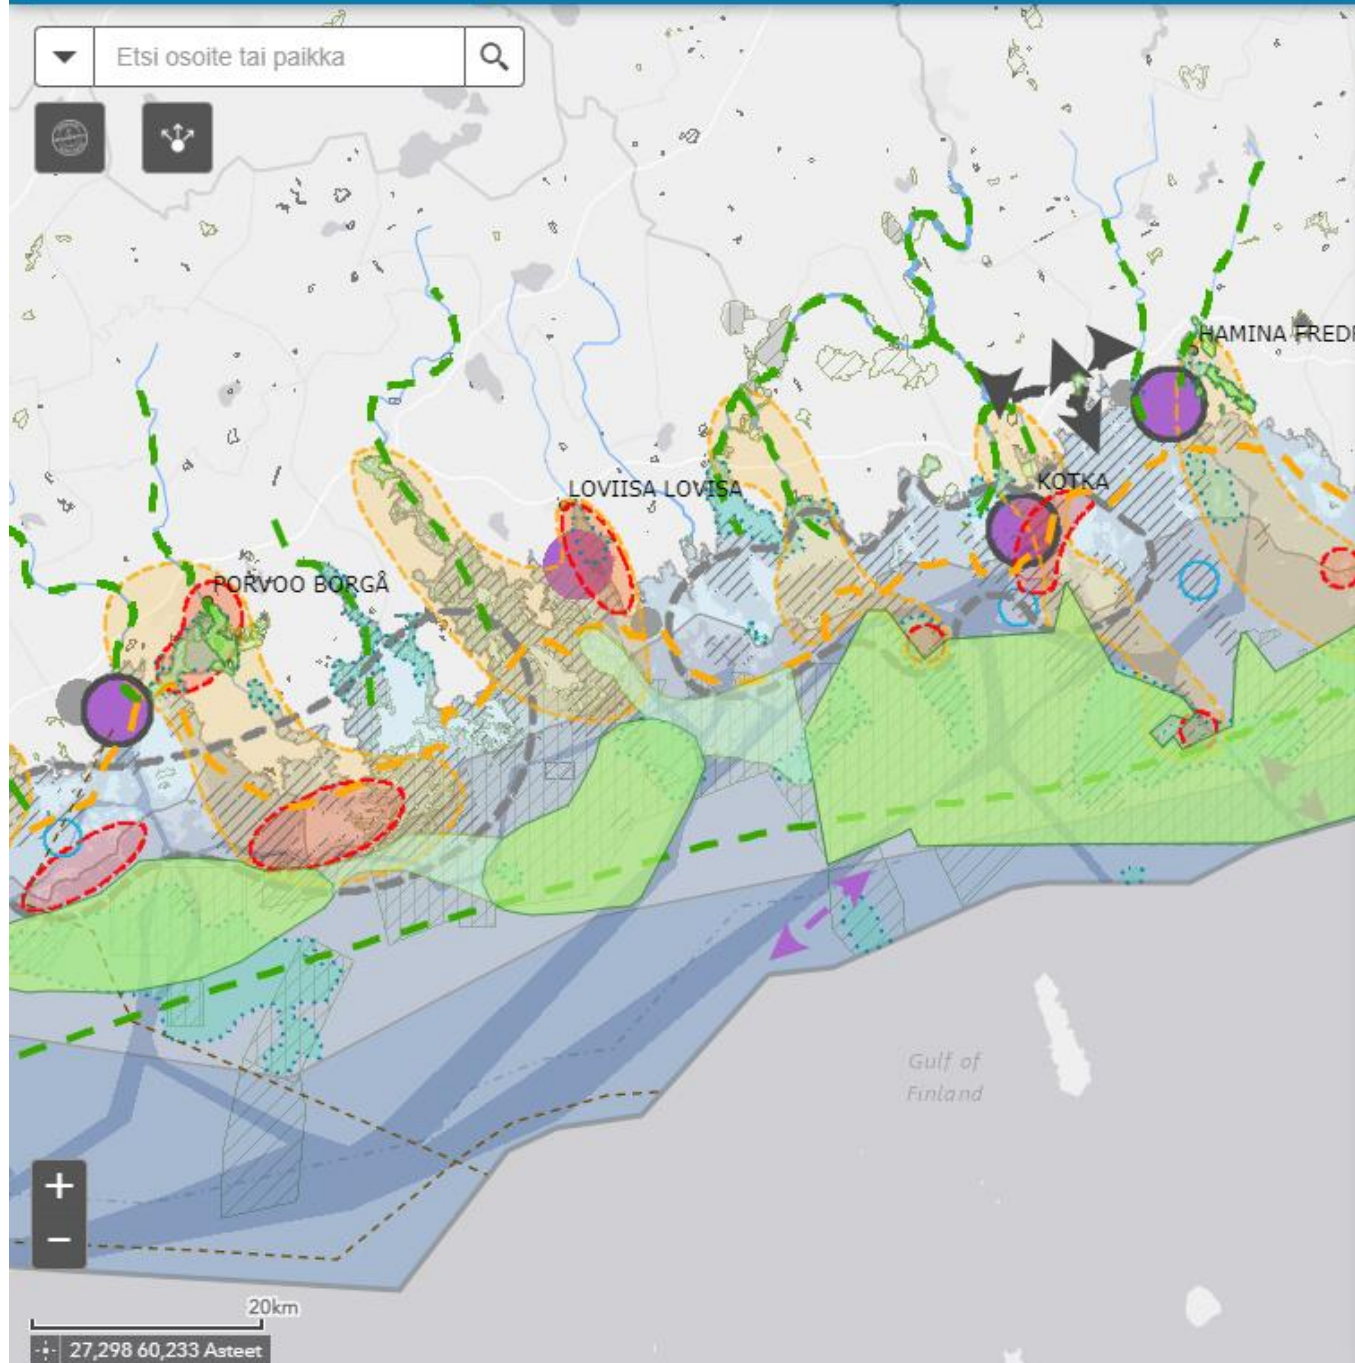 Etsi osoite tai paikka
HAMINA FREDR
KOTKA
LOVIISA LOVISA
PORVOO BORGÅ
Gulf of
Finland
+
−
20km
27,298 60,233 Asteet